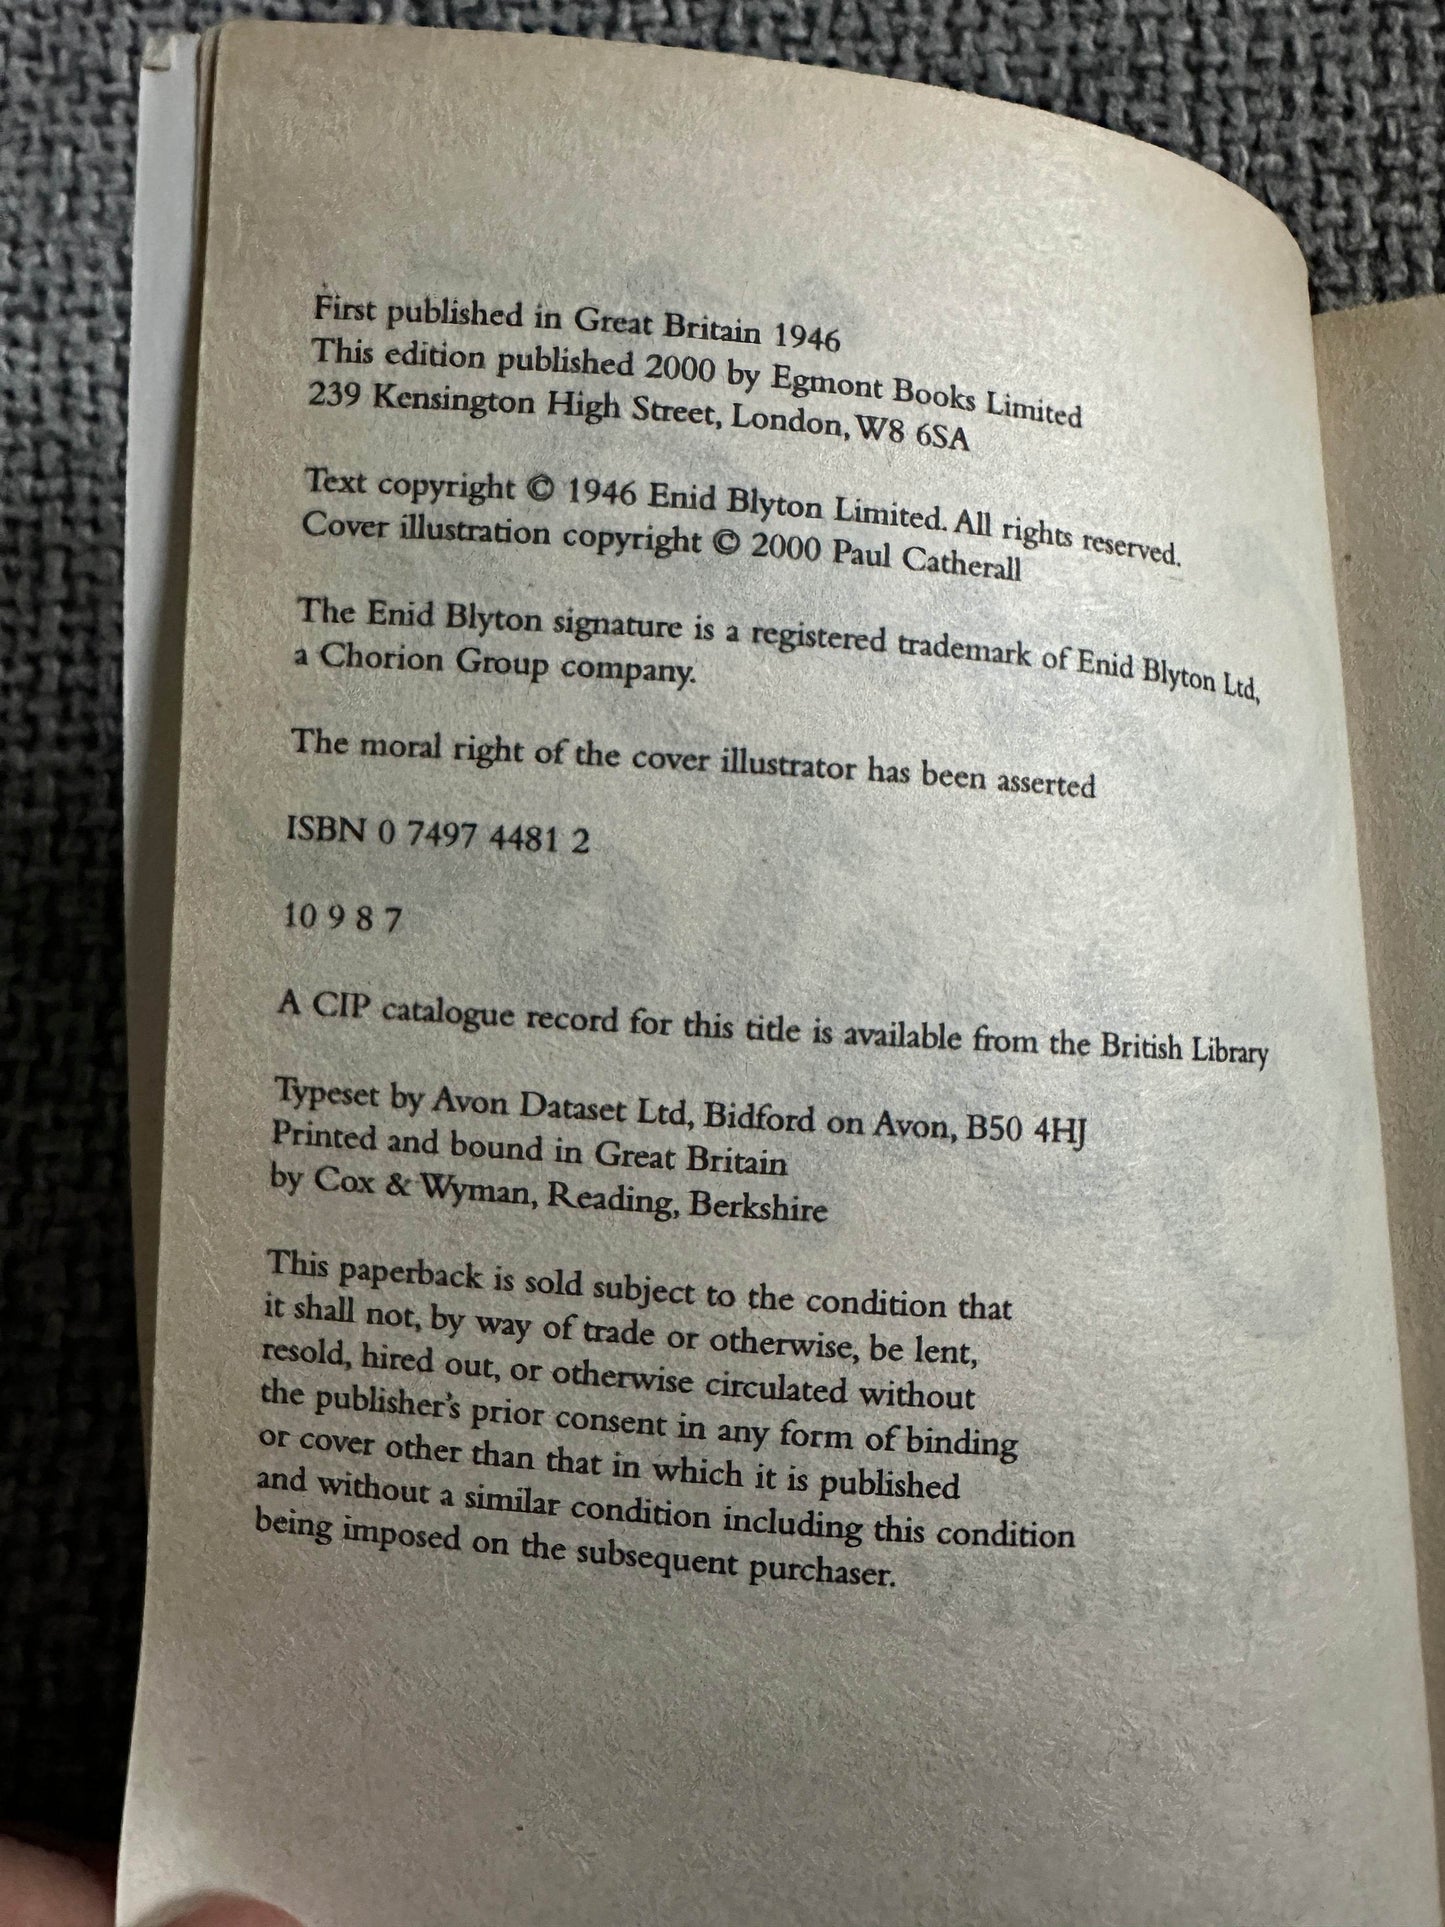 First published in Great Britain 1946
This edition published 2000 by Egmont Books Limited
239 Kensington High Street, London, W8 6SA
Text copyright © 1946 Enid Blyton Limited. All rights reserved.
Cover illustration copyright © 2000 Paul Catherall
The Enid Blyton signature is a registered trademark of Enid Blyton Ltd,
a Chorion Group company.
The moral right of the cover illustrator has been asserted
ISBN 0 7497 4481 2
10 9 8 7
A CIP catalogue record for this title is available from the British Library
Typeset by Avon Dataset Ltd, Bidford on Avon, B50 4HJ
Printed and bound in Great Britain
by Cox & Wyman, Reading, Berkshire
This paperback is sold subject to the condition that
it shall not, by way of trade or otherwise, be lent,
resold, hired out, or otherwise circulated without
the publisher's prior consent in any form of binding
or cover other than that in which it is published
and without a similar condition including this condition
being imposed on the subsequent purchaser.